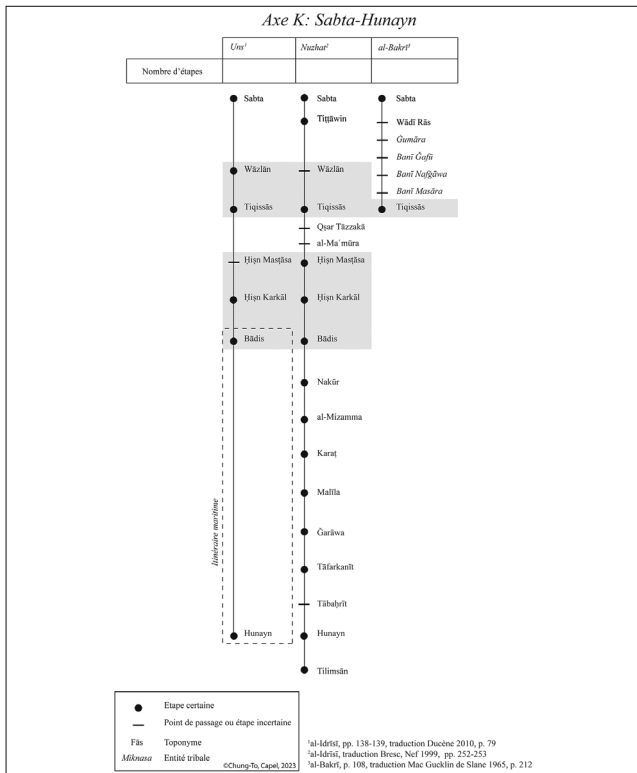 Axe K: Sabta-Hunayn
Uns¹ Nuzhat² al-Bakrī³
Nombre d'étapes
Sabta Sabta Sabta
Tiṭṭāwin Wādī Rās
Ġumāra
Banī Ǧafū
Wāzlān Wāzlān Banī Nafġāwa
Banī Masāra
Tiqissās Tiqissās Tiqissās
Qṣar Tāzzakā
al-Ma´mūra
Ḥiṣn Masṭāsa Ḥiṣn Masṭāsa
Ḥiṣn Karkāl Ḥiṣn Karkāl
Bādis Bādis
Nakūr
al-Mizamma
Karaṭ
Malīla
Ǧarāwa
Tāfarkanīt
Tābaḥrīt
Itinéraire maritime
Hunayn Hunayn
Tilimsān
Etape certaine
Point de passage ou étape incertaine
Fās Toponyme
Miknasa Entité tribale
©Chung-To, Capel, 2023
¹al-Idrīsī, pp. 138-139, traduction Ducène 2010, p. 79
²al-Idrīsī, traduction Bresc, Nef 1999, pp. 252-253
³al-Bakrī, p. 108, traduction Mac Gucklin de Slane 1965, p. 212